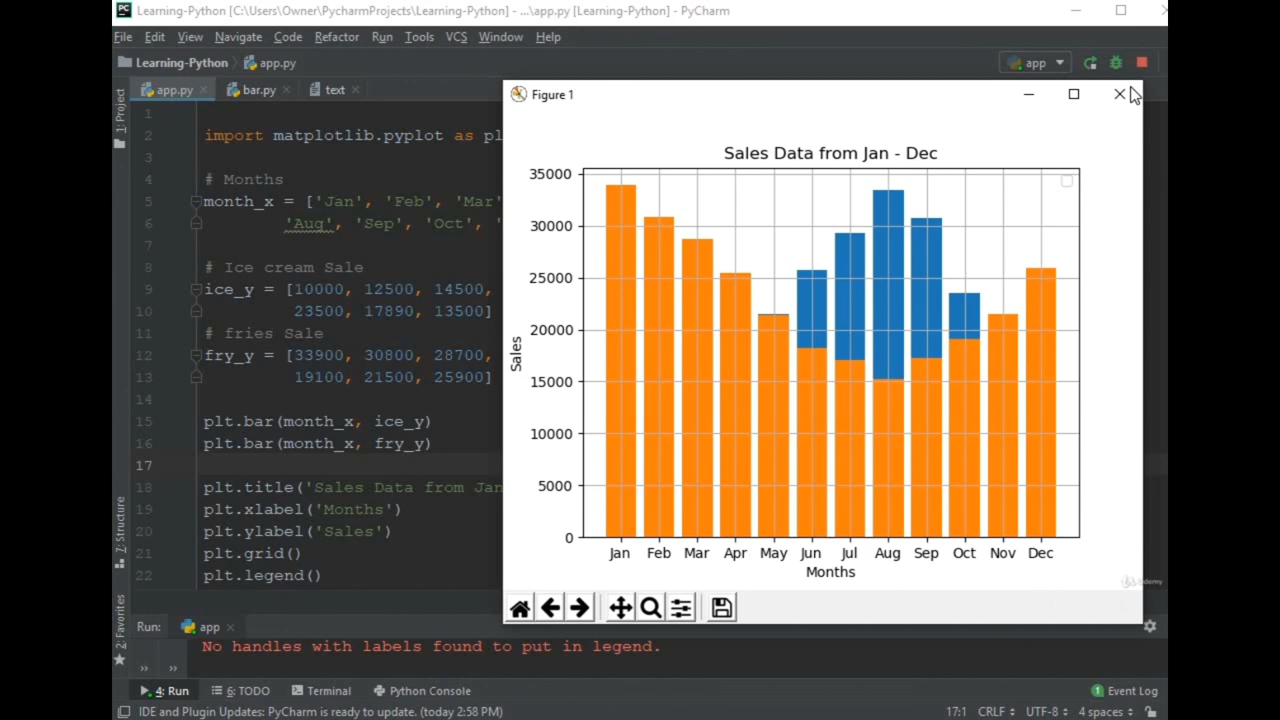 Learning-Python [C:\Users\Owner\PycharmProjects\Learning-Python] - ...\app.py [Learning-Python] - PyCharm
File Edit View Navigate Code Refactor Run Tools VCS Window Help
Learning-Python app.py app
app.py bar.py text
1: Project
1
2 import matplotlib.pyplot as pl
3
4 # Months
5 month_x = ['Jan', 'Feb', 'Mar'
6 'Aug', 'Sep', 'Oct', '
7
8 # Ice cream Sale
9 ice_y = [10000, 12500, 14500,
10 23500, 17890, 13500]
11 # fries Sale
12 fry_y = [33900, 30800, 28700,
13 19100, 21500, 25900]
14
15 plt.bar(month_x, ice_y)
16 plt.bar(month_x, fry_y)
17
18 plt.title('Sales Data from Jan
19 plt.xlabel('Months')
20 plt.ylabel('Sales')
21 plt.grid()
22 plt.legend()
Figure 1
Sales Data from Jan - Dec
35000
30000
25000
20000
15000
10000
5000
0
Sales
Jan Feb Mar Apr May Jun Jul Aug Sep Oct Nov Dec
Months
Udemy
7: Structure
2: Favorites
Run: app
No handles with labels found to put in legend.
4: Run 6: TODO Terminal Python Console 1 Event Log
IDE and Plugin Updates: PyCharm is ready to update. (today 2:58 PM) 17:1 CRLF UTF-8 4 spaces